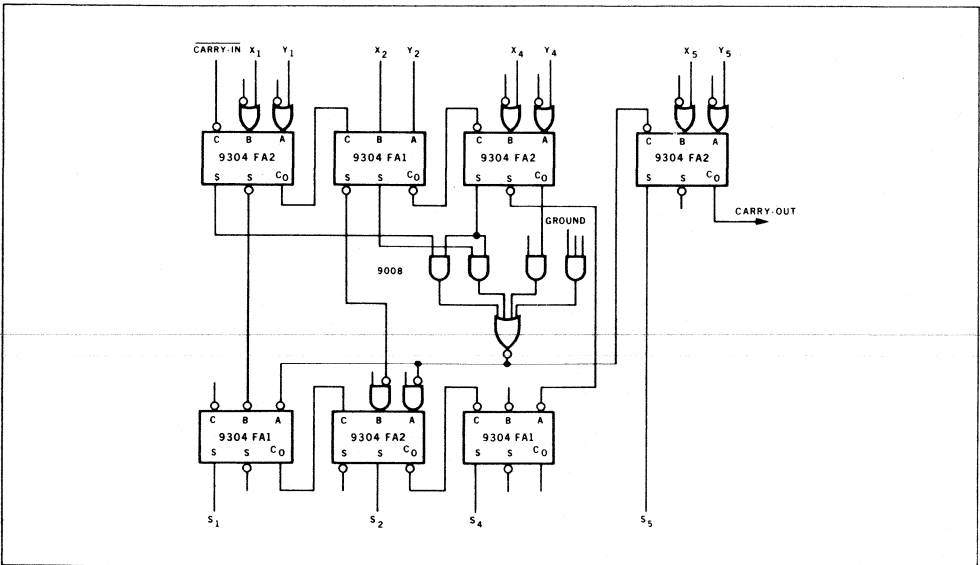 CARRY-IN X1 Y1 X2 Y2 X4 Y4 X5 Y5
C B A C B A C B A C B A
9304 FA2 9304 FA1 9304 FA2 9304 FA2
S S CO S S CO S S CO S S CO
CARRY-OUT
GROUND
9008
C B A C B A C B A
9304 FA1 9304 FA2 9304 FA1
S S CO S S CO S S CO
S1 S2 S4 S5